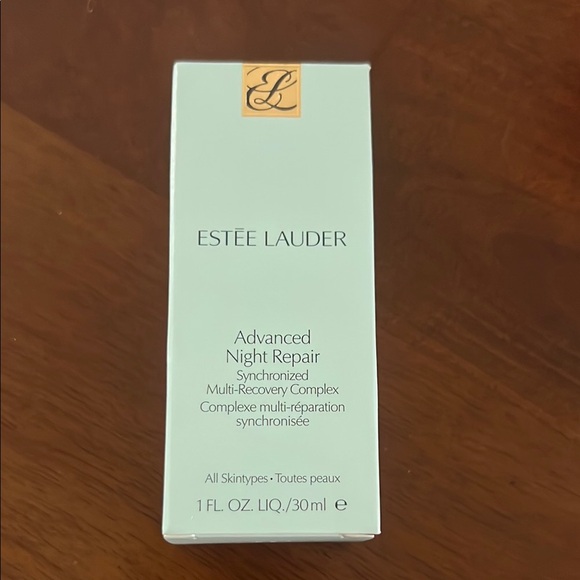 EL
ESTĒE LAUDER
Advanced
Night Repair
Synchronized
Multi-Recovery Complex
Complexe multi-réparation
synchronisée
All Skintypes • Toutes peaux
1 FL. OZ. LIQ./30 ml ℮